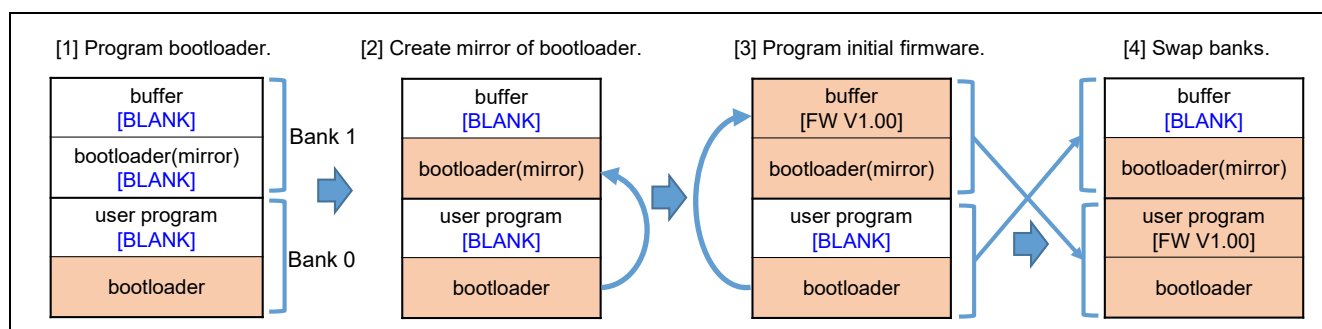 [1] Program bootloader.
buffer
[BLANK]
bootloader(mirror)
[BLANK]
user program
[BLANK]
bootloader
Bank 1
Bank 0
[2] Create mirror of bootloader.
buffer
[BLANK]
bootloader(mirror)
user program
[BLANK]
bootloader
[3] Program initial firmware.
buffer
[FW V1.00]
bootloader(mirror)
user program
[BLANK]
bootloader
[4] Swap banks.
buffer
[BLANK]
bootloader(mirror)
user program
[FW V1.00]
bootloader